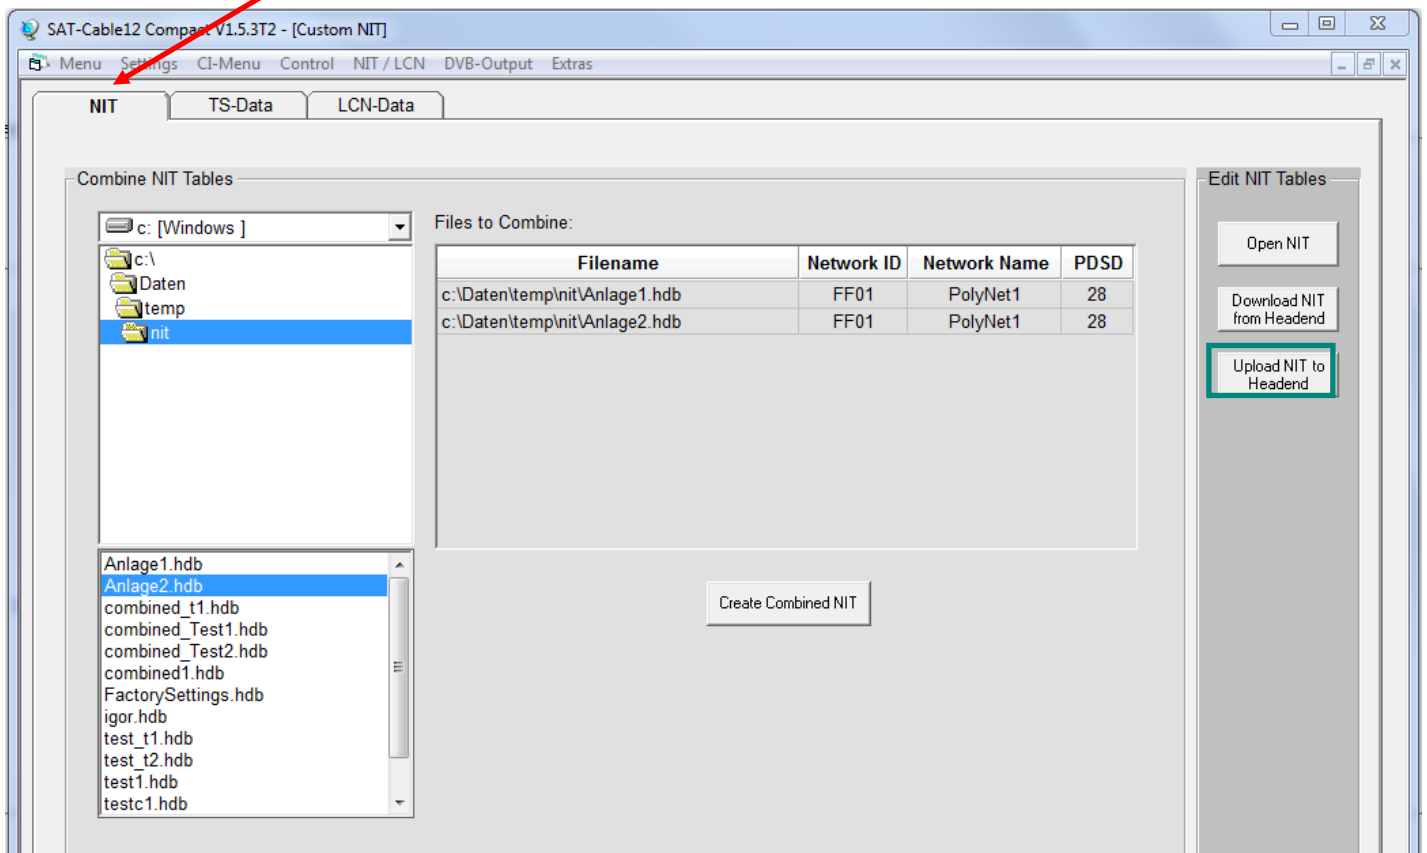 SAT-Cable12 Compact V1.5.3T2 - [Custom NIT]
Menu Settings CI-Menu Control NIT / LCN DVB-Output Extras
NIT TS-Data LCN-Data
Combine NIT Tables
Edit NIT Tables
c: [Windows ]
Files to Combine:
Open NIT
c:\
Daten
temp
nit
Filename Network ID Network Name PDSD
c:\Daten\temp\nit\Anlage1.hdb FF01 PolyNet1 28
c:\Daten\temp\nit\Anlage2.hdb FF01 PolyNet1 28
Download NIT
from Headend
Upload NIT to
Headend
Anlage1.hdb
Anlage2.hdb
combined_t1.hdb
combined_Test1.hdb
combined_Test2.hdb
combined1.hdb
FactorySettings.hdb
igor.hdb
test_t1.hdb
test_t2.hdb
test1.hdb
testc1.hdb
Create Combined NIT